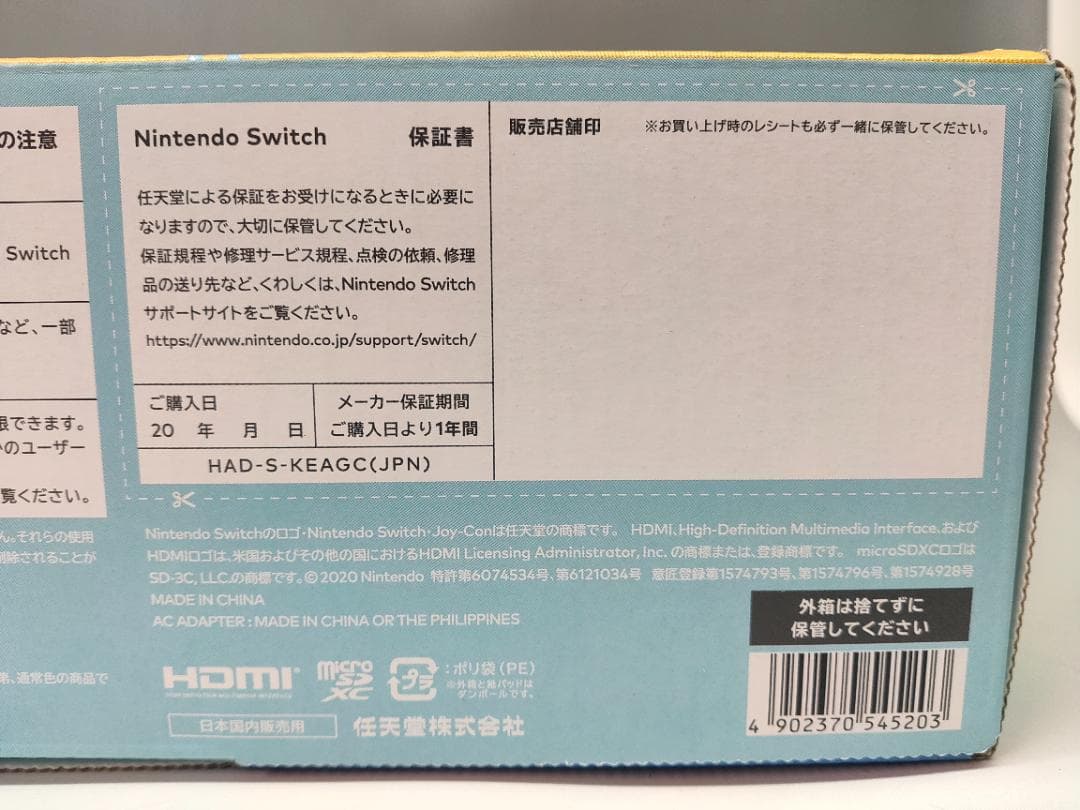 の注意
Switch
など、一部
限できます。
のユーザー
覧ください。
ん。それらの使用
削除されることが
通常色の商品で
Nintendo Switch 保証書
任天堂による保証をお受けになるときに必要に
なりますので、大切に保管してください。
保証規程や修理サービス規程、点検の依頼、修理
品の送り先など、くわしくは、Nintendo Switch
サポートサイトをご覧ください。
https://www.nintendo.co.jp/support/switch/
ご購入日
20 年 月 日
メーカー保証期間
ご購入日より1年間
HAD-S-KEAGC(JPN)
販売店舗印 ※お買い上げ時のレシートも必ず一緒に保管してください。
Nintendo Switchのロゴ・Nintendo Switch・Joy-Conは任天堂の商標です。 HDMI、High-Definition Multimedia Interface、および
HDMIロゴは、米国およびその他の国におけるHDMI Licensing Administrator, Inc. の商標または、登録商標です。 microSDXCロゴは
SD-3C, LLC.の商標です。© 2020 Nintendo 特許第6074534号、第6121034号 意匠登録第1574793号、第1574796号、第1574928号
MADE IN CHINA
AC ADAPTER : MADE IN CHINA OR THE PHILIPPINES
外箱は捨てずに
保管してください
HDMI
HIGH DEFINITION MULTIMEDIA INTERFACE
micro SD XC
プラ
:ポリ袋(PE)
※外箱と箱パッドは
ダンボールです。
日本国内販売用
任天堂株式会社
4 902370 545203